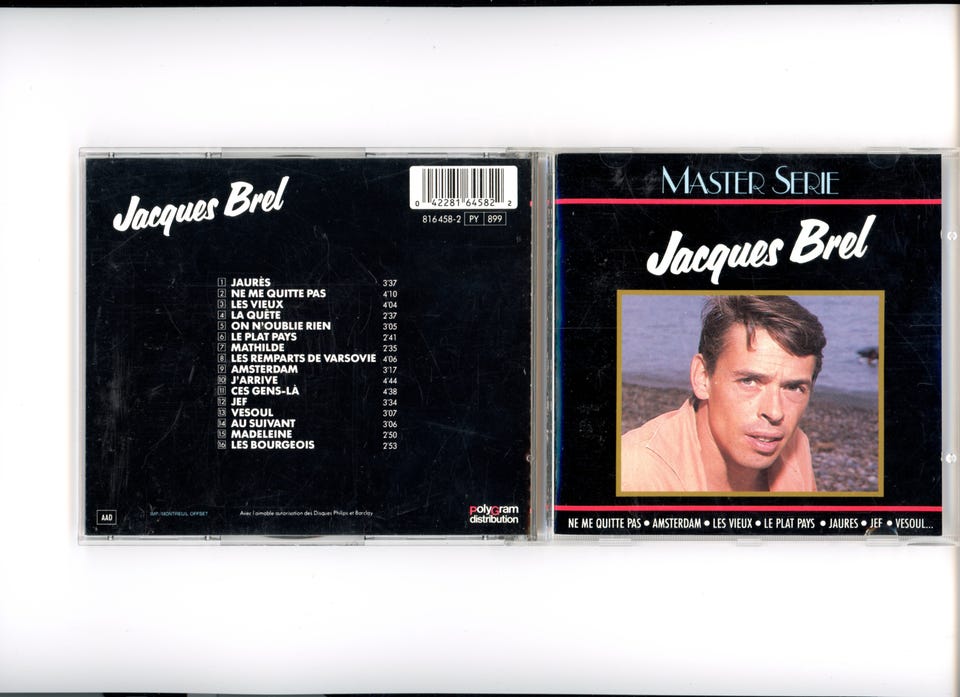 Jacques Brel
0 42281 64582 2
816458-2 PY 899
1 JAURÈS 3'37
2 NE ME QUITTE PAS 4'10
3 LES VIEUX 4'04
4 LA QUÊTE 2'37
5 ON N'OUBLIE RIEN 3'05
6 LE PLAT PAYS 2'41
7 MATHILDE 2'35
8 LES REMPARTS DE VARSOVIE 4'06
9 AMSTERDAM 3'17
10 J'ARRIVE 4'44
11 CES GENS-LÀ 4'38
12 JEF 3'34
13 VESOUL 3'07
14 AU SUIVANT 3'06
15 MADELEINE 2'50
16 LES BOURGEOIS 2'53
AAD
IMP/MONTREUIL OFFSET
Avec l'aimable autorisation des Disques Philips et Barclay
PolyGram
distribution
MASTER SERIE
Jacques Brel
NE ME QUITTE PAS • AMSTERDAM • LES VIEUX • LE PLAT PAYS • JAURES • JEF • VESOUL...